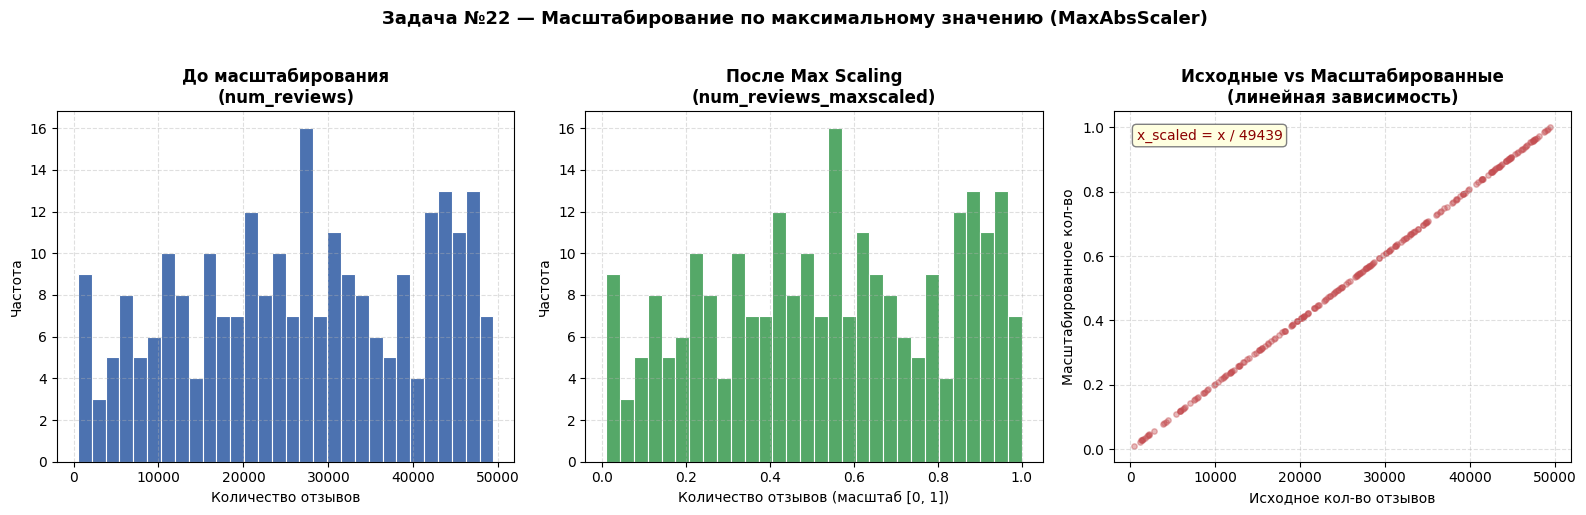 Задача №22 — Масштабирование по максимальному значению (MaxAbsScaler)
До масштабирования
(num_reviews)
16
14
12
10
8
6
4
2
0
Частота
0 10000 20000 30000 40000 50000
Количество отзывов
После Max Scaling
(num_reviews_maxscaled)
16
14
12
10
8
6
4
2
0
Частота
0.0 0.2 0.4 0.6 0.8 1.0
Количество отзывов (масштаб [0, 1])
Исходные vs Масштабированные
(линейная зависимость)
x_scaled = x / 49439
1.0
0.8
0.6
0.4
0.2
0.0
Масштабированное кол-во
0 10000 20000 30000 40000 50000
Исходное кол-во отзывов